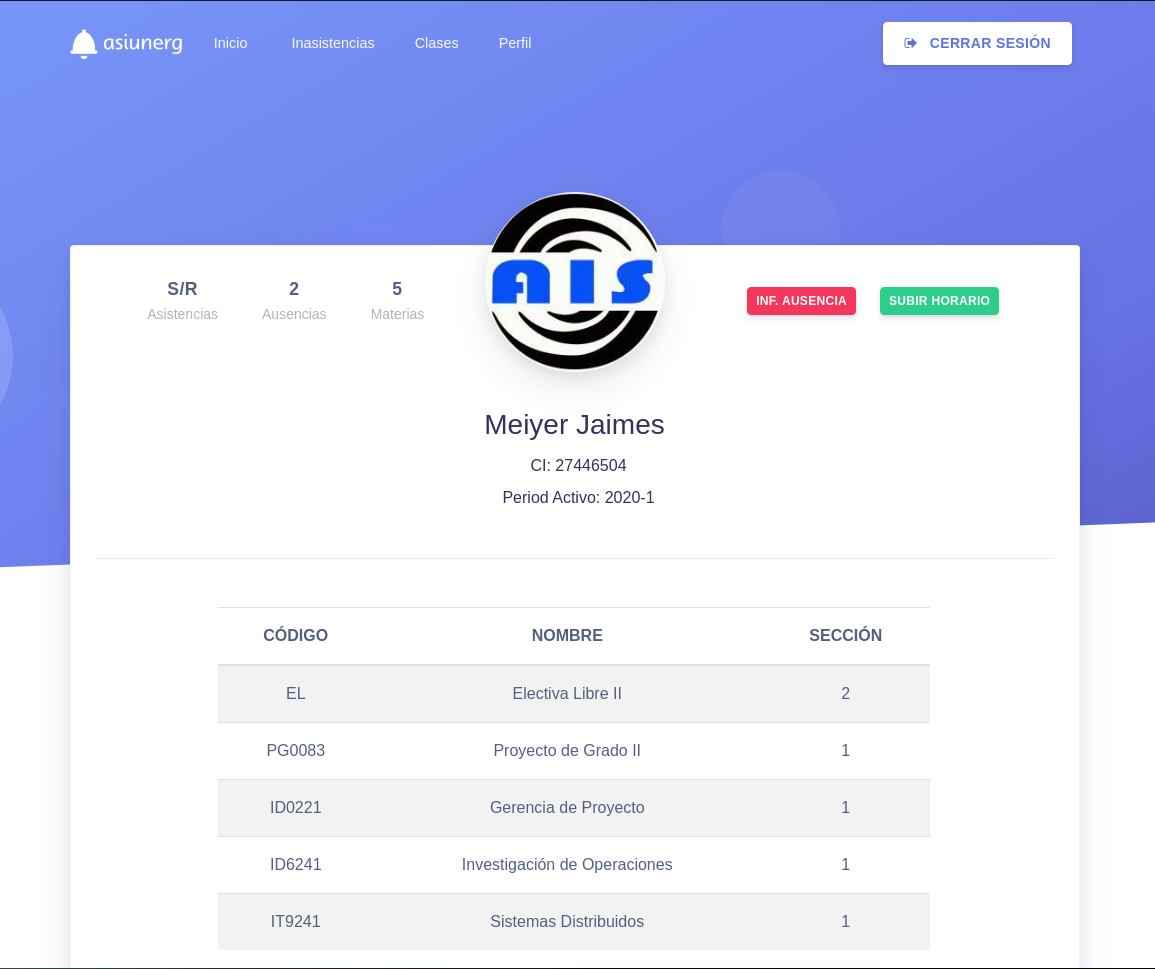 asiunerg Inicio Inasistencias Clases Perfil CERRAR SESIÓN
AIS
S/R 2 5
Asistencias Ausencias Materias
INF. AUSENCIA SUBIR HORARIO
Meiyer Jaimes
CI: 27446504
Period Activo: 2020-1
CÓDIGO NOMBRE SECCIÓN
EL Electiva Libre II 2
PG0083 Proyecto de Grado II 1
ID0221 Gerencia de Proyecto 1
ID6241 Investigación de Operaciones 1
IT9241 Sistemas Distribuidos 1